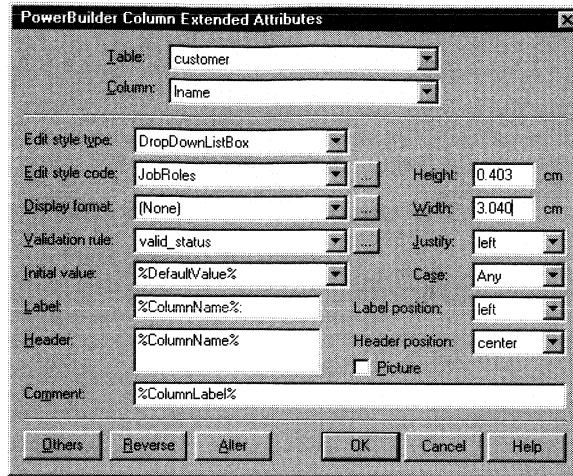 PowerBuilder Column Extended Attributes
Table: customer
Column: lname
Edit style type: DropDownListBox
Edit style code: JobRoles ... Height: 0.403 cm
Display format: (None) ... Width: 3.040 cm
Validation rule: valid_status ... Justify: left
Initial value: %DefaultValue% Case: Any
Label: %ColumnName%: Label position: left
Header: %ColumnName% Header position: center
Picture
Comment: %ColumnLabel%
Others Reverse Alter OK Cancel Help